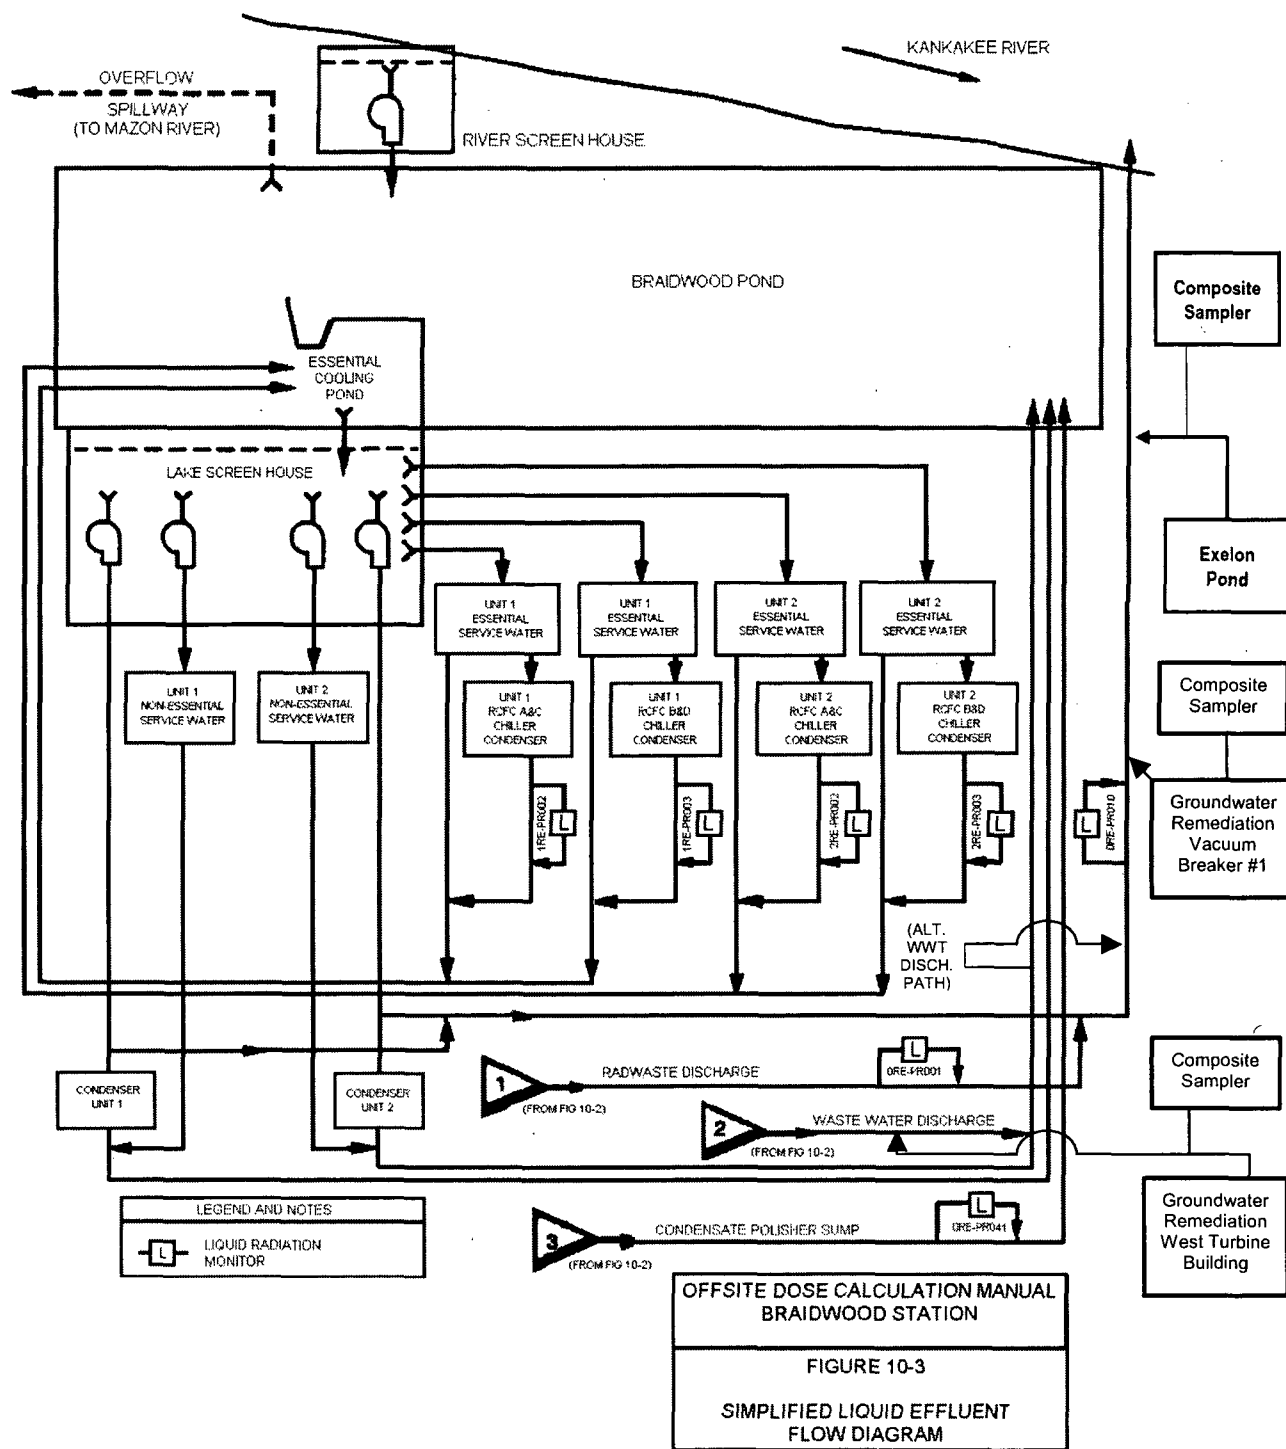 KANKAKEE RIVER
OVERFLOW
SPILLWAY
(TO MAZON RIVER)
RIVER SCREEN HOUSE
BRAIDWOOD POND
Composite
Sampler
ESSENTIAL
COOLING
POND
LAKE SCREEN HOUSE
Exelon
Pond
UNIT 1
ESSENTIAL
SERVICE WATER
UNIT 1
ESSENTIAL
SERVICE WATER
UNIT 2
ESSENTIAL
SERVICE WATER
UNIT 2
ESSENTIAL
SERVICE WATER
UNIT 1
NON-ESSENTIAL
SERVICE WATER
UNIT 2
NON-ESSENTIAL
SERVICE WATER
UNIT 1
RCFC A&C
CHILLER
CONDENSER
UNIT 1
RCFC B&D
CHILLER
CONDENSER
UNIT 2
RCFC A&C
CHILLER
CONDENSER
UNIT 2
RCFC B&D
CHILLER
CONDENSER
Composite
Sampler
1RE-PR002
L
1RE-PR003
L
2RE-PR002
L
2RE-PR003
L
L
0RE-PR010
Groundwater
Remediation
Vacuum
Breaker #1
(ALT.
WWT
DISCH.
PATH)
CONDENSER
UNIT 1
CONDENSER
UNIT 2
1
RADWASTE DISCHARGE
(FROM FIG 10-2)
L
0RE-PR001
Composite
Sampler
2
WASTE WATER DISCHARGE
(FROM FIG 10-2)
LEGEND AND NOTES
L
LIQUID RADIATION
MONITOR
3
CONDENSATE POLISHER SUMP
(FROM FIG 10-2)
L
0RE-PR041
Groundwater
Remediation
West Turbine
Building
OFFSITE DOSE CALCULATION MANUAL
BRAIDWOOD STATION
FIGURE 10-3
SIMPLIFIED LIQUID EFFLUENT
FLOW DIAGRAM